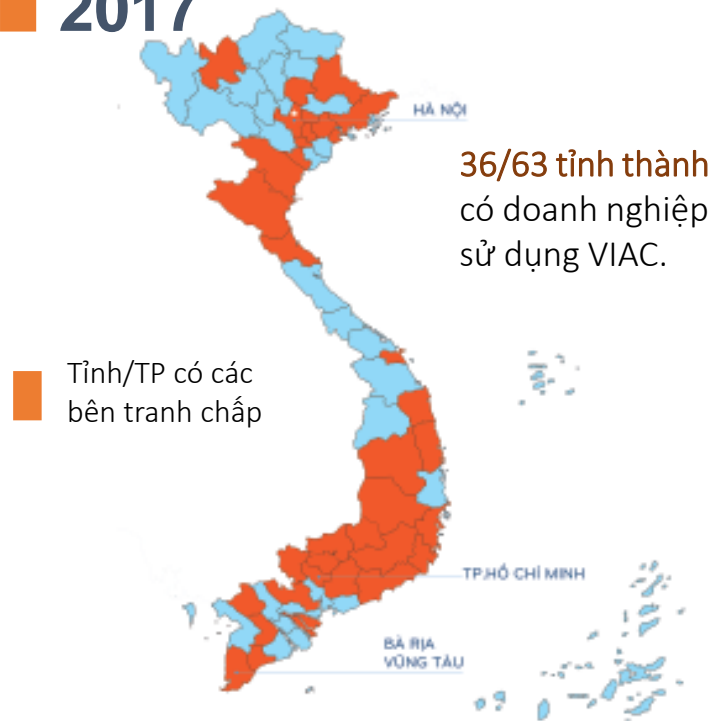 2017
HÀ NỘI
36/63 tỉnh thành
có doanh nghiệp
sử dụng VIAC.
Tỉnh/TP có các
bên tranh chấp
TP.HỒ CHÍ MINH
BÀ RỊA
VŨNG TÀU